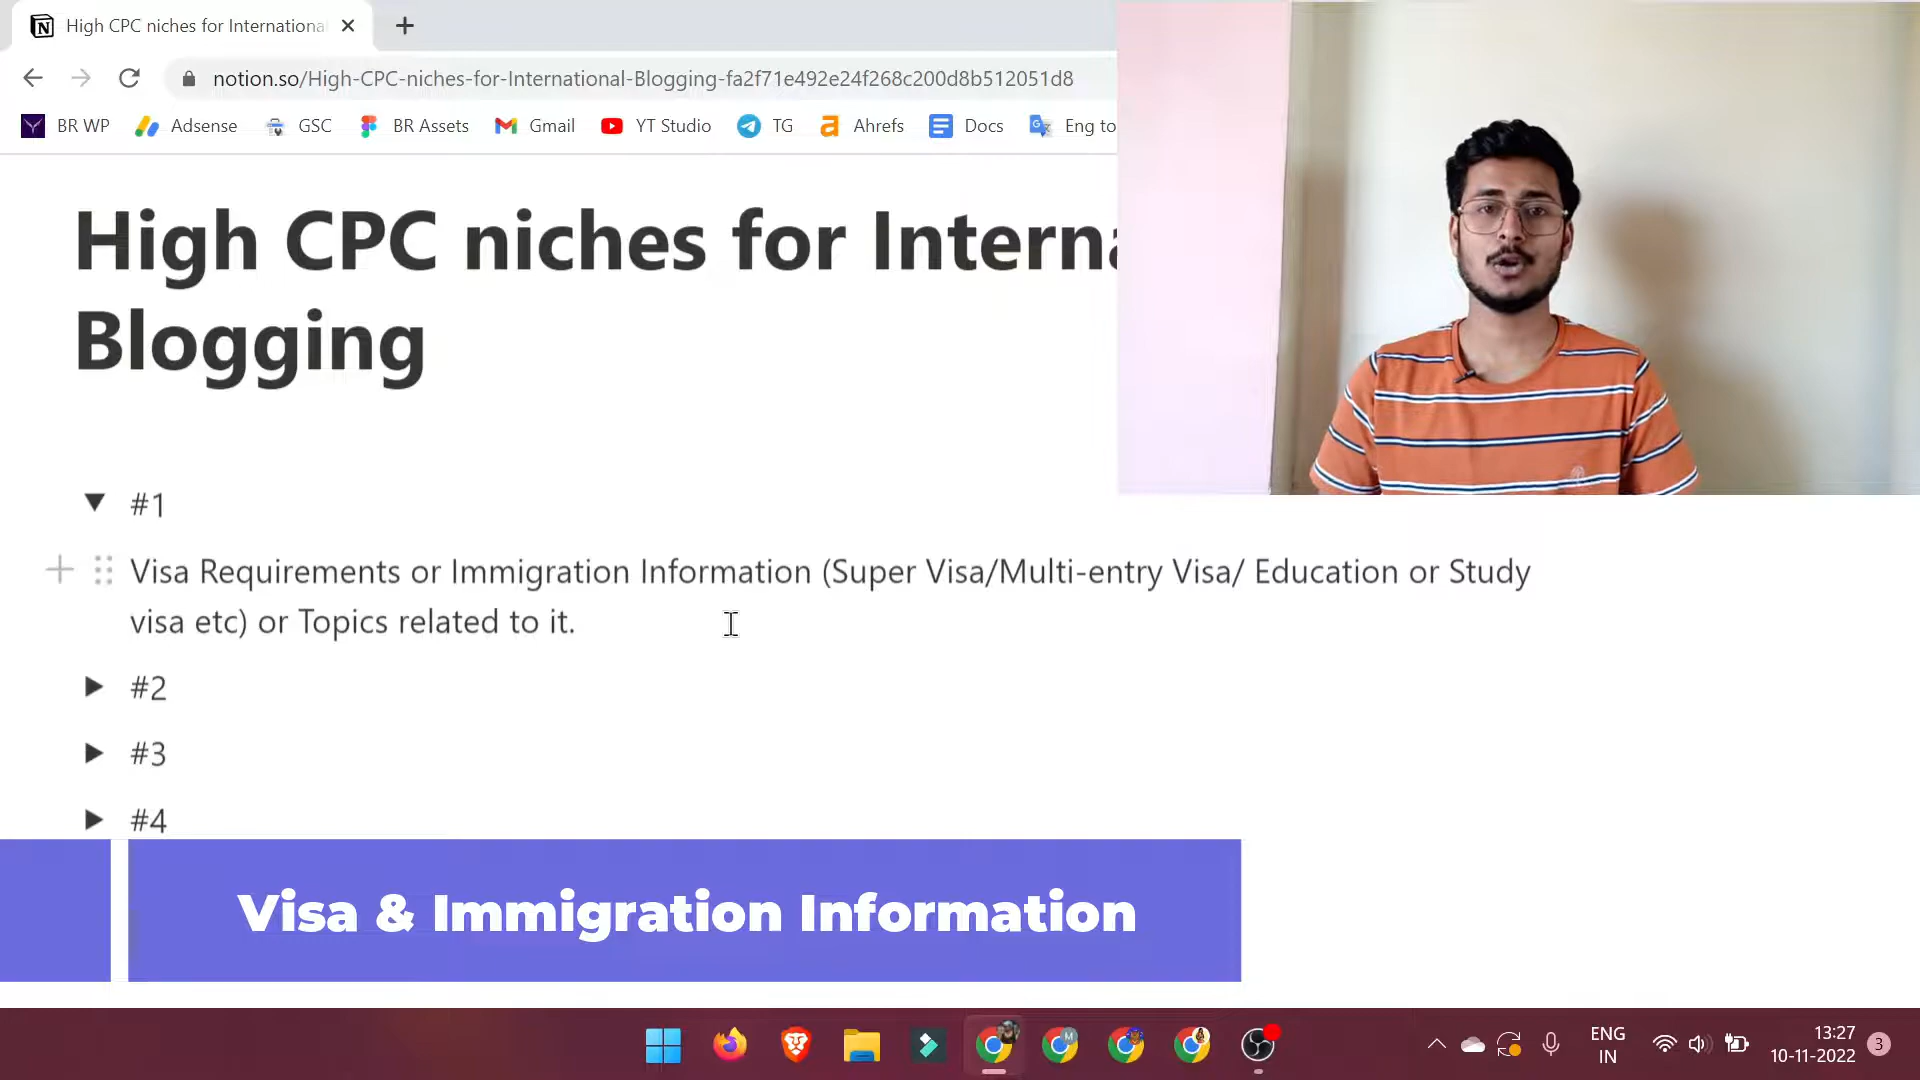 High CPC niches for Internationa
notion.so/High-CPC-niches-for-International-Blogging-fa2f71e492e24f268c200d8b512051d8
BR WP Adsense GSC BR Assets Gmail YT Studio TG Ahrefs Docs Eng to
High CPC niches for Interna
Blogging
#1
Visa Requirements or Immigration Information (Super Visa/Multi-entry Visa/ Education or Study
visa etc) or Topics related to it.
#2
#3
#4
Visa & Immigration Information
ENG
IN
13:27
10-11-2022
3